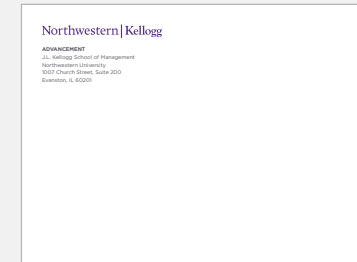 Northwestern | Kellogg
ADVANCEMENT
J.L. Kellogg School of Management
Northwestern University
1007 Church Street, Suite 200
Evanston, IL 60201